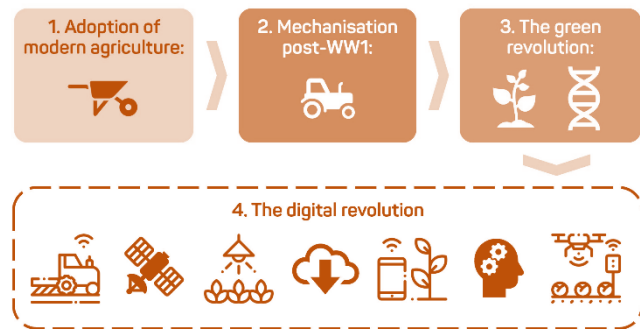 1. Adoption of
modern agriculture:
2. Mechanisation
post-WW1:
3. The green
revolution:
4. The digital revolution